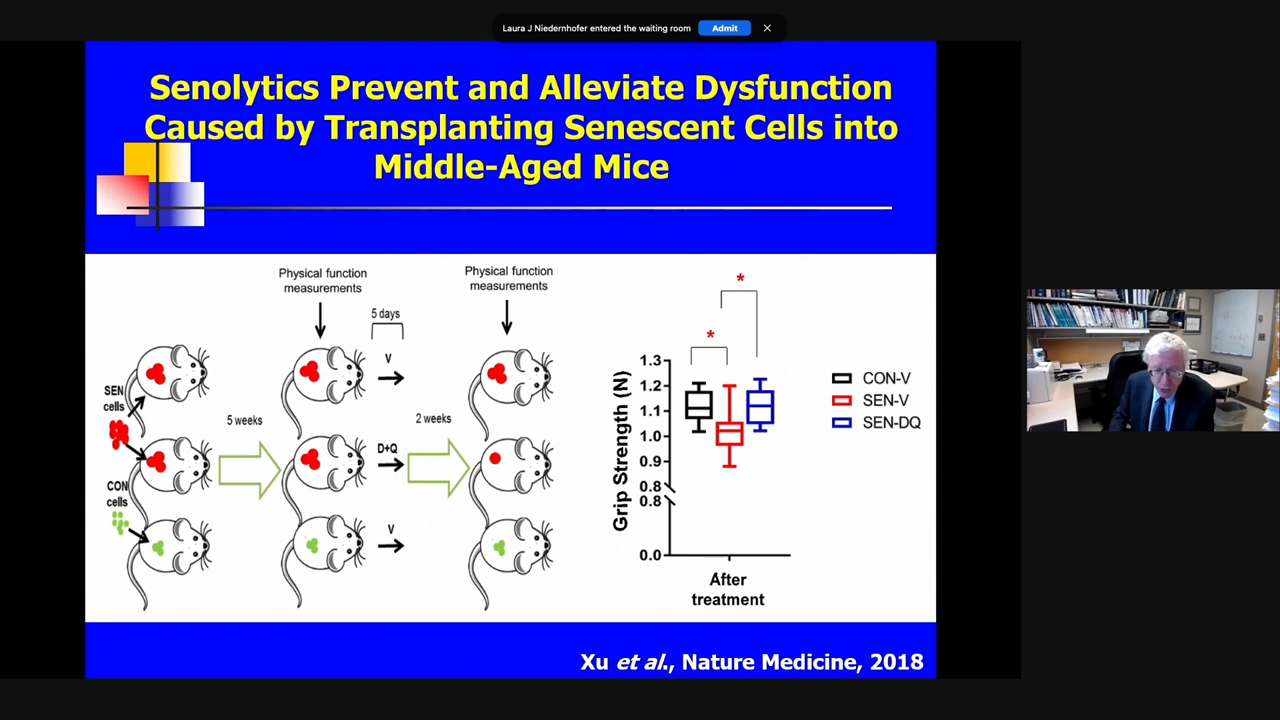 Laura J Niedernhofer entered the waiting room
Admit
Senolytics Prevent and Alleviate Dysfunction
Caused by Transplanting Senescent Cells into
Middle-Aged Mice
Physical function
measurements
Physical function
measurements
5 days
V
SEN
cells
5 weeks
2 weeks
D+Q
CON
cells
V
*
*
Grip Strength (N)
1.3
1.2
1.1
1.0
0.9
0.8
0.8
0.0
After
treatment
CON-V
SEN-V
SEN-DQ
Xu et al., Nature Medicine, 2018